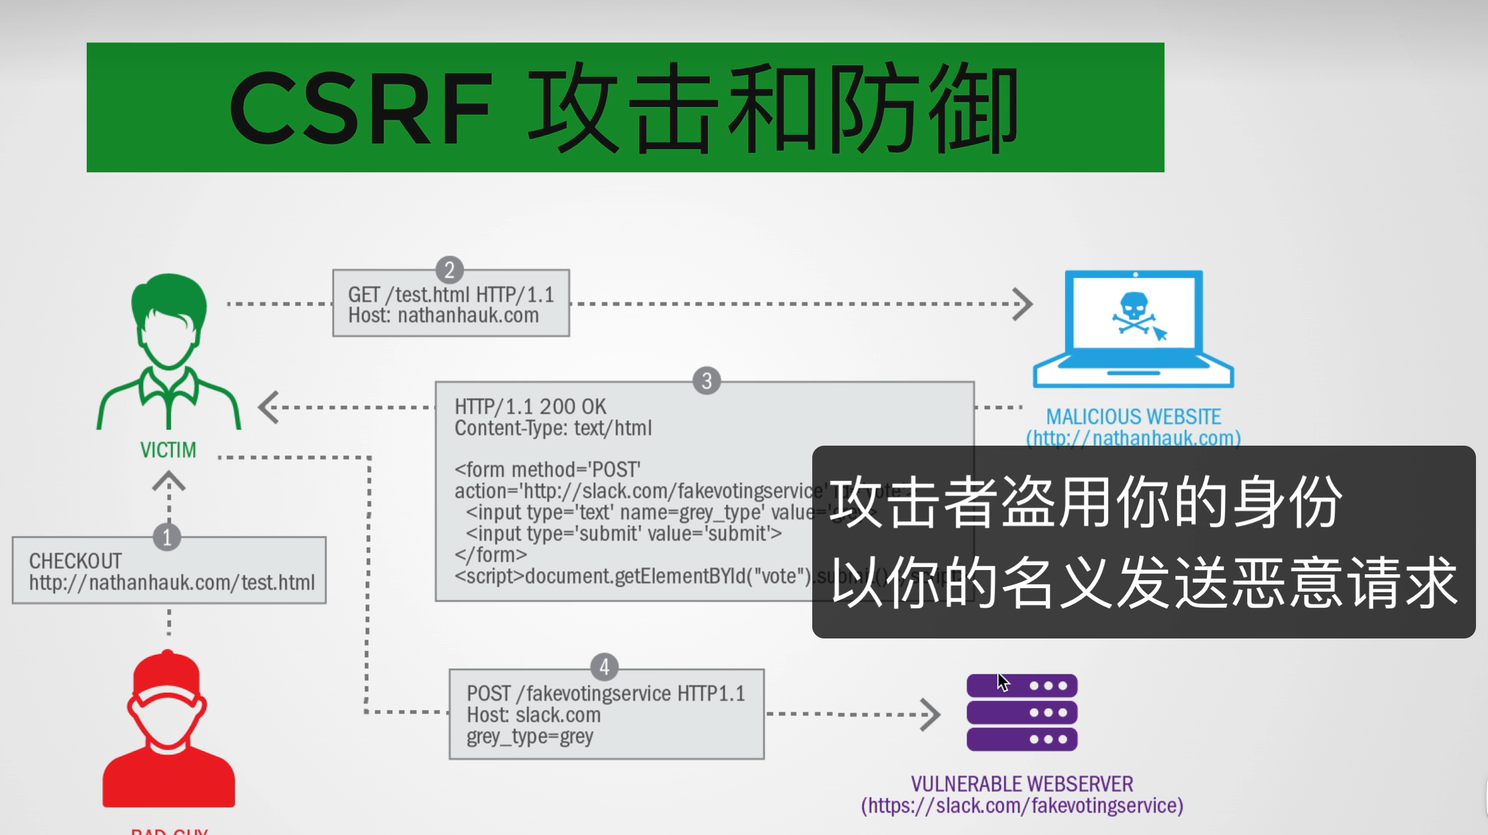 CSRF 攻击和防御
2
GET /test.html HTTP/1.1
Host: nathanhauk.com
3
HTTP/1.1 200 OK
Content-Type: text/html
<form method='POST'
action='http://slack.com/fakevotingservice'
<input type='text' name=grey_type' value=
<input type='submit' value='submit'>
</form>
<script>document.getElementBYId("vote").submit()
VICTIM
MALICIOUS WEBSITE
(http://nathanhauk.com)
攻击者盗用你的身份
以你的名义发送恶意请求
1
CHECKOUT
http://nathanhauk.com/test.html
4
POST /fakevotingservice HTTP1.1
Host: slack.com
grey_type=grey
VULNERABLE WEBSERVER
(https://slack.com/fakevotingservice)
BAD GUY